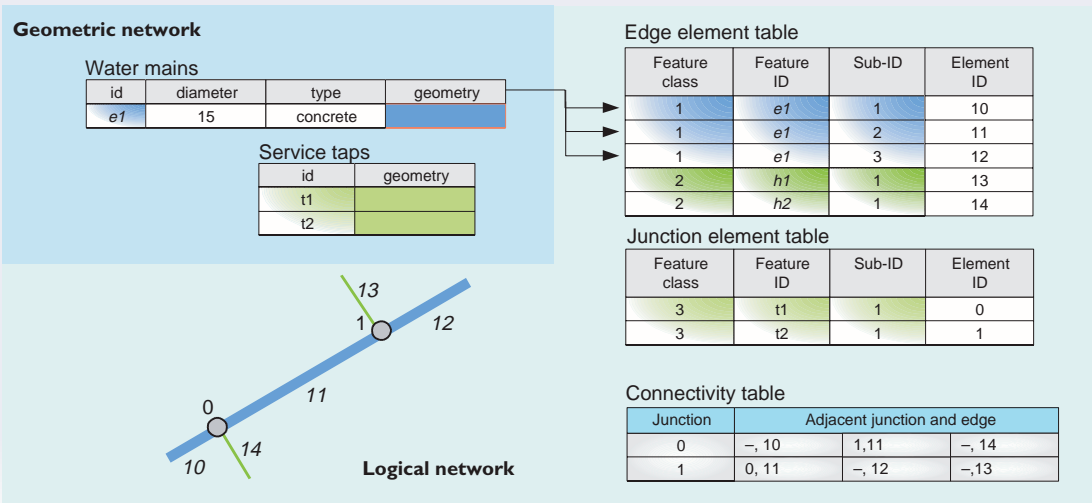 Geometric network
Water mains
id diameter type geometry
e1 15 concrete
Service taps
id geometry
t1
t2
Edge element table
Feature class Feature ID Sub-ID Element ID
1 e1 1 10
1 e1 2 11
1 e1 3 12
2 h1 1 13
2 h2 1 14
Junction element table
Feature class Feature ID Sub-ID Element ID
3 t1 1 0
3 t2 1 1
13
1 12
11
0
14
10
Logical network
Connectivity table
Junction Adjacent junction and edge
0 –, 10 1,11 –, 14
1 0, 11 –, 12 –,13